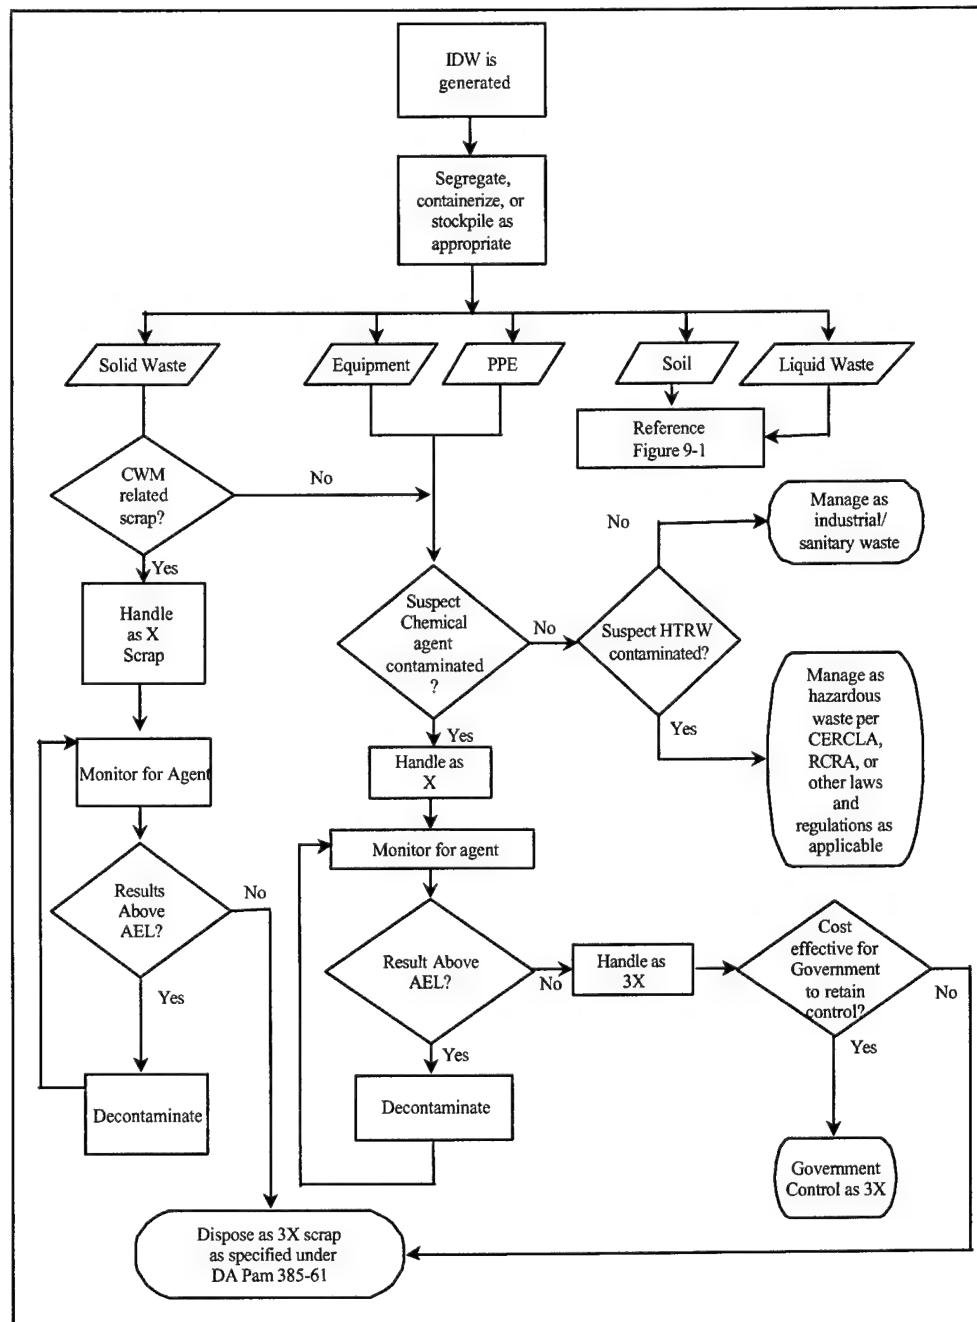 IDW is
generated
Segregate,
containerize, or
stockpile as
appropriate
Solid Waste
Equipment
PPE
Soil
Liquid Waste
Reference
Figure 9-1
CWM
related
scrap?
No
Yes
Handle
as X
Scrap
Monitor for Agent
Results
Above
AEL?
No
Yes
Decontaminate
Suspect
Chemical
agent
contaminated
?
No
Yes
Suspect HTRW
contaminated?
No
Manage as
industrial/
sanitary waste
Yes
Manage as
hazardous
waste per
CERCLA,
RCRA, or
other laws
and
regulations as
applicable
Handle as
X
Monitor for agent
Result Above
AEL?
No
Yes
Decontaminate
Handle as
3X
Cost
effective for
Government
to retain
control?
No
Yes
Government
Control as 3X
Dispose as 3X scrap
as specified under
DA Pam 385-61